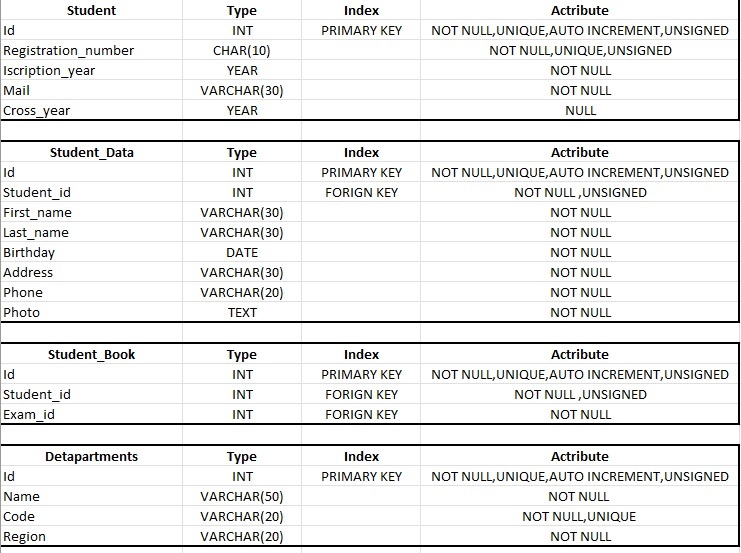 Student Type Index Actribute
Id INT PRIMARY KEY NOT NULL,UNIQUE,AUTO INCREMENT,UNSIGNED
Registration_number CHAR(10) NOT NULL,UNIQUE,UNSIGNED
Iscription_year YEAR NOT NULL
Mail VARCHAR(30) NOT NULL
Cross_year YEAR NULL
Student_Data Type Index Actribute
Id INT PRIMARY KEY NOT NULL,UNIQUE,AUTO INCREMENT,UNSIGNED
Student_id INT FORIGN KEY NOT NULL ,UNSIGNED
First_name VARCHAR(30) NOT NULL
Last_name VARCHAR(30) NOT NULL
Birthday DATE NOT NULL
Address VARCHAR(30) NOT NULL
Phone VARCHAR(20) NOT NULL
Photo TEXT NOT NULL
Student_Book Type Index Actribute
Id INT PRIMARY KEY NOT NULL,UNIQUE,AUTO INCREMENT,UNSIGNED
Student_id INT FORIGN KEY NOT NULL ,UNSIGNED
Exam_id INT FORIGN KEY NOT NULL
Detapartments Type Index Actribute
Id INT PRIMARY KEY NOT NULL,UNIQUE,AUTO INCREMENT,UNSIGNED
Name VARCHAR(50) NOT NULL
Code VARCHAR(20) NOT NULL,UNIQUE
Region VARCHAR(20) NOT NULL